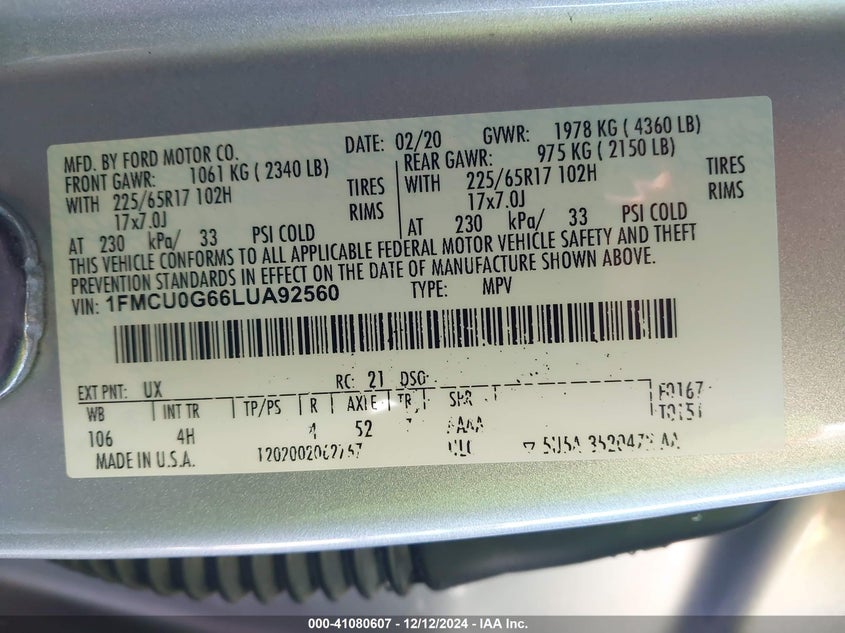 MFD. BY FORD MOTOR CO. DATE: 02/20 GVWR: 1978 KG ( 4360 LB)
FRONT GAWR: 1061 KG ( 2340 LB) REAR GAWR: 975 KG ( 2150 LB)
WITH 225/65R17 102H TIRES WITH 225/65R17 102H TIRES
17x7.0J RIMS 17x7.0J RIMS
AT 230 kPa/ 33 PSI COLD AT 230 kPa/ 33 PSI COLD
THIS VEHICLE CONFORMS TO ALL APPLICABLE FEDERAL MOTOR VEHICLE SAFETY AND THEFT
PREVENTION STANDARDS IN EFFECT ON THE DATE OF MANUFACTURE SHOWN ABOVE.
VIN: 1FMCU0G66LUA92560 TYPE: MPV
EXT PNT: UX RC: 21 DSO:
WB INT TR TP/PS R AXLE TR SPR
106 4H 4 52
MADE IN U.S.A.
000-41080607 - 12/12/2024 - IAA Inc.